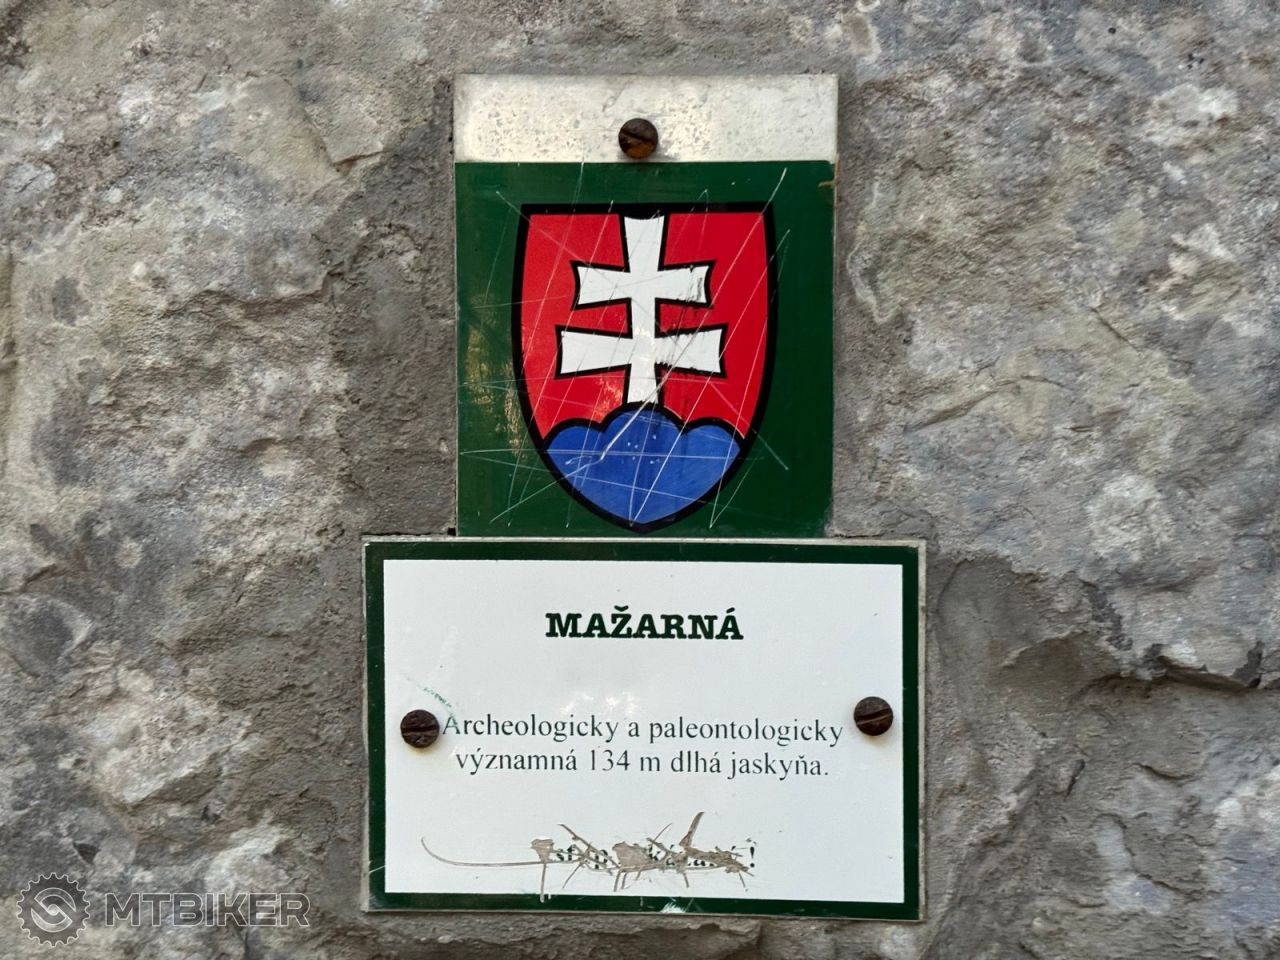 MAŽARNÁ
Archeologicky a paleontologicky
významná 134 m dlhá jaskyňa.
MTBIKER